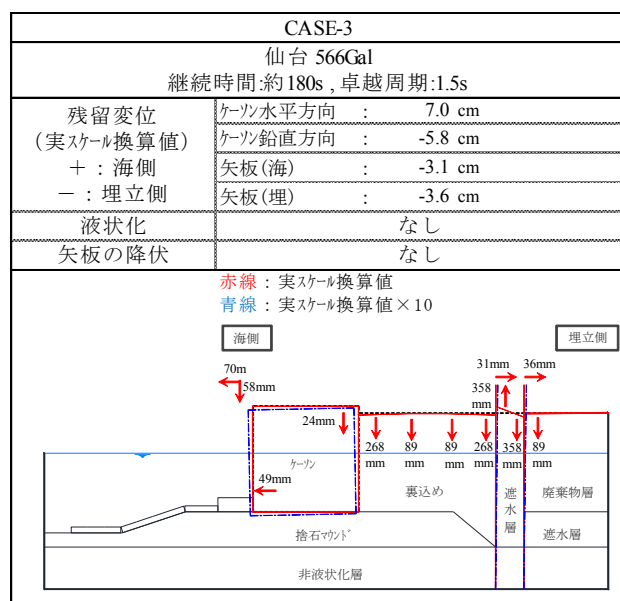 CASE-3
仙台 566Gal
継続時間:約180s , 卓越周期:1.5s
残留変位
(実スケール換算値)
＋：海側
－：埋立側
ケーソン水平方向 : 7.0 cm
ケーソン鉛直方向 : -5.8 cm
矢板(海) : -3.1 cm
矢板(埋) : -3.6 cm
液状化 なし
矢板の降伏 なし
赤線：実スケール換算値
青線：実スケール換算値×10
海側
埋立側
70m
58mm
31mm
36mm
358
mm
24mm
268
mm
89
mm
89
mm
268
mm
358
mm
89
mm
ケーソン
49mm
裏込め
遮水層
廃棄物層
捨石マウンド
遮水層
非液状化層